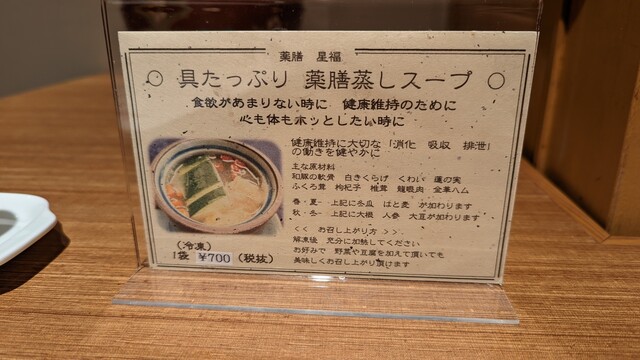 薬膳　星福
○ 具たっぷり 薬膳蒸しスープ ○
食欲があまりない時に　健康維持のために
心も体もホッとしたい時に
健康維持に大切な「消化　吸収　排泄」
の働きを健やかに
主な原材料
和豚の軟骨　白きくらげ　くわい　蓮の実
ふくろ茸　枸杞子　椎茸　龍眼肉　金華ハム
春・夏…上記に冬瓜　はと麦　が加わります
秋・冬…上記に大根　人参　大豆が加わります
＜＜　お召し上がり方　＞＞
解凍後　充分に加熱してください
お好みで　野菜や豆腐を加えて頂いても
美味しくお召し上がり頂けます
（冷凍）
1袋　¥700（税抜）